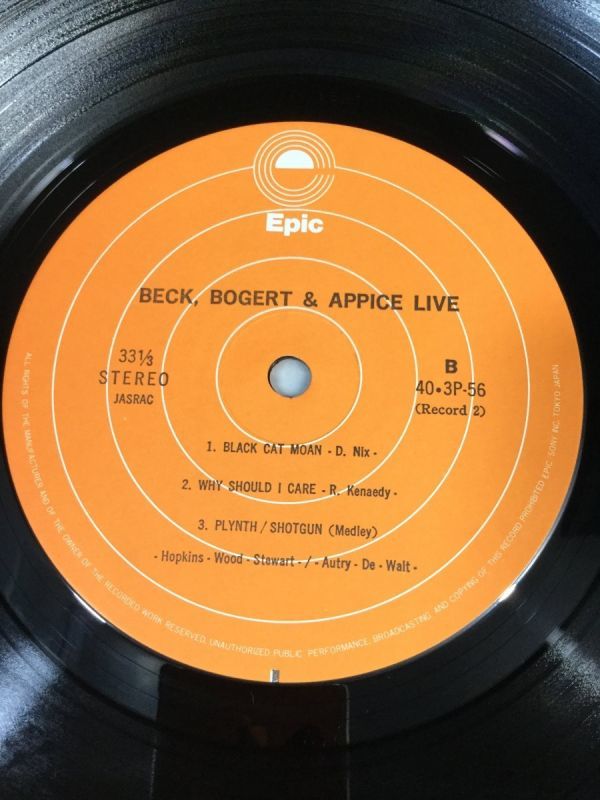 Epic
BECK, BOGERT & APPICE LIVE
33⅓
STEREO
JASRAC
B
40•3P-56
(Record 2)
1. BLACK CAT MOAN - D. Nix -
2. WHY SHOULD I CARE - R. Kenaedy -
3. PLYNTH / SHOTGUN (Medley)
- Hopkins - Wood - Stewart - / - Autry - De - Walt -
ALL RIGHTS OF THE MANUFACTURER AND OF THE OWNER OF THE RECORDED WORK RESERVED. UNAUTHORIZED PUBLIC PERFORMANCE, BROADCASTING AND COPYING OF THIS RECORD PROHIBITED EPIC/SONY INC. TOKYO JAPAN